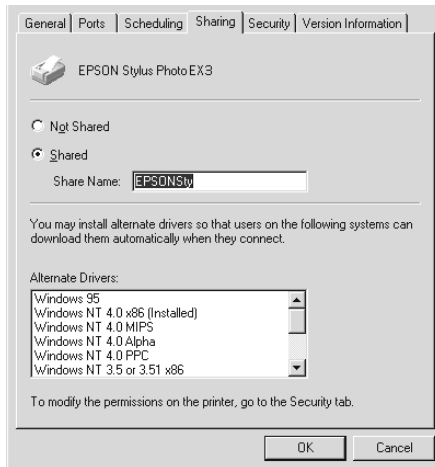 General Ports Scheduling Sharing Security Version Information
EPSON Stylus Photo EX3
Not Shared
Shared
Share Name: EPSONSty
You may install alternate drivers so that users on the following systems can
download them automatically when they connect.
Alternate Drivers:
Windows 95
Windows NT 4.0 x86 (Installed)
Windows NT 4.0 MIPS
Windows NT 4.0 Alpha
Windows NT 4.0 PPC
Windows NT 3.5 or 3.51 x86
To modify the permissions on the printer, go to the Security tab.
OK Cancel